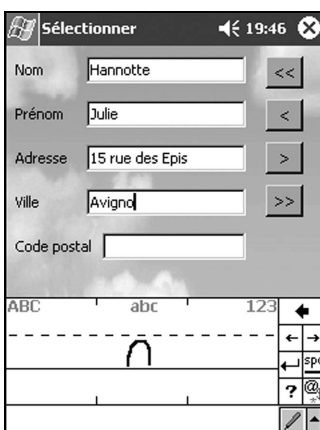 Sélectionner 19:46
Nom Hannotte <<
Prénom Julie <
Adresse 15 rue des Epis >
Ville Avigno >>
Code postal
ABC abc 123
n
? @